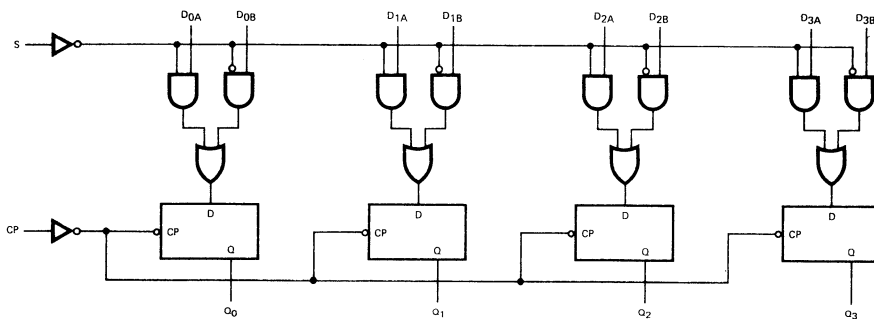 D0A D0B D1A D1B D2A D2B D3A D3B
S
D D D D
CP CP CP CP CP
Q Q Q Q
Q0 Q1 Q2 Q3